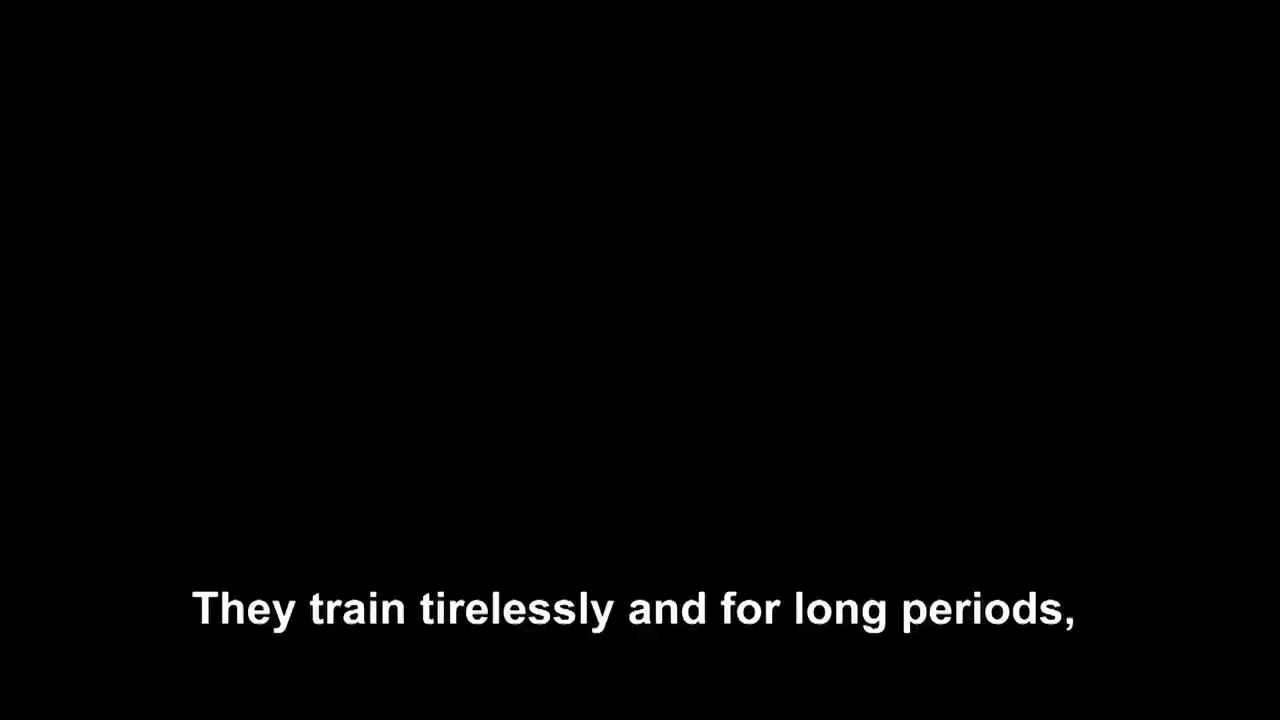 They train tirelessly and for long periods,